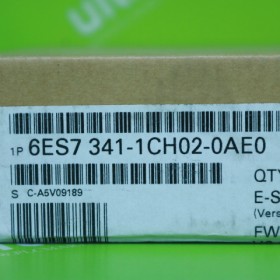 1P 6ES7 341-1CH02-0AE0
S C-A5V09189
QTY
E-S
(Vers
FW